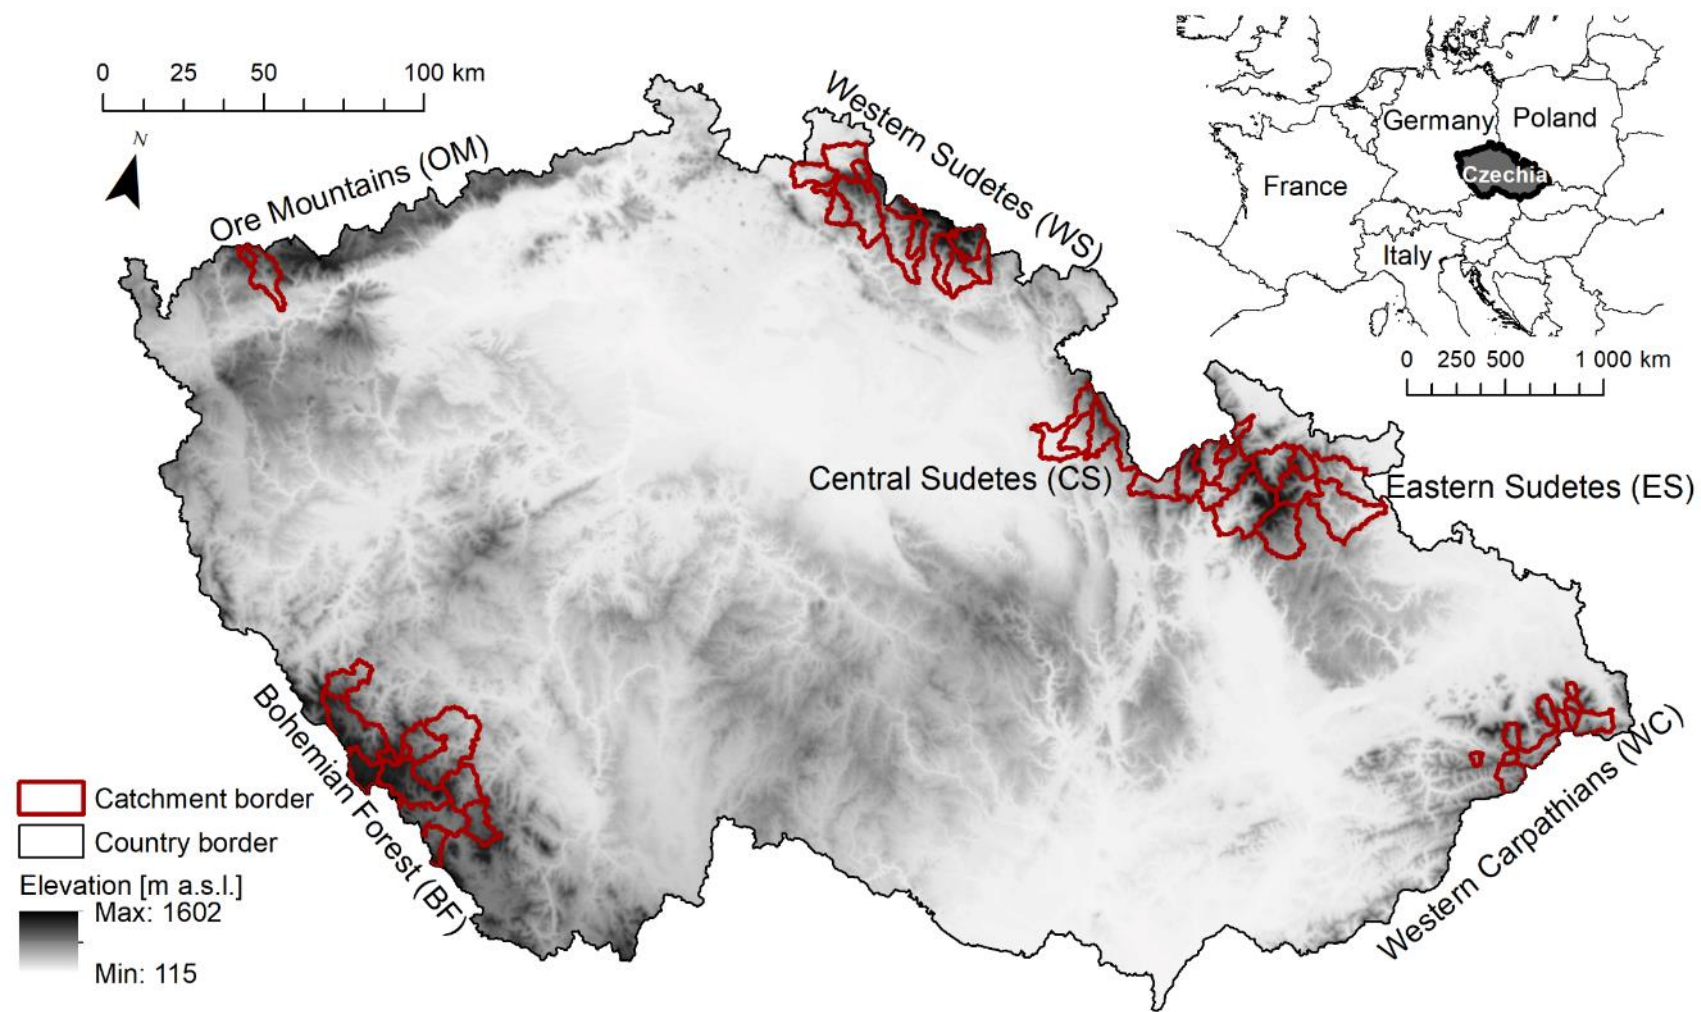 0 25 50 100 km
N
Ore Mountains (OM)
Western Sudetes (WS)
Germany Poland
Czechia
France
Italy
0 250 500 1 000 km
Central Sudetes (CS)
Eastern Sudetes (ES)
Bohemian Forest (BF)
Western Carpathians (WC)
Catchment border
Country border
Elevation [m a.s.l.]
Max: 1602
Min: 115